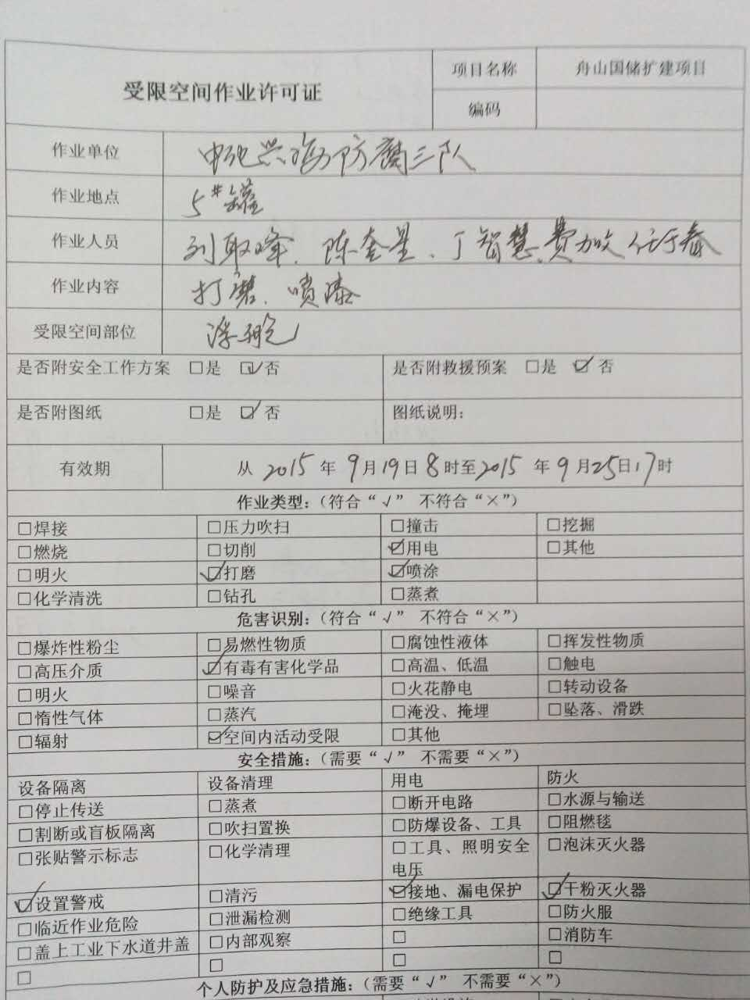 受限空间作业许可证 项目名称 舟山国储扩建项目
编码
作业单位 防腐三队
作业地点 5#罐
作业人员 陈奎星、丁智慧、费加文
作业内容 打磨、喷漆
受限空间部位 浮舱
是否附安全工作方案 □是 ☑否 是否附救援预案 □是 ☑否
是否附图纸 □是 ☑否 图纸说明：
有效期 从2015年9月19日8时至2015年9月25日17时
作业类型：（符合“√” 不符合“×”）
□焊接 □压力吹扫 □撞击 □挖掘
□燃烧 □切削 ☑用电 □其他
□明火 ☑打磨 ☑喷涂
□化学清洗 □钻孔 □蒸煮
危害识别：（符合“√” 不符合“×”）
□爆炸性粉尘 □易燃性物质 □腐蚀性液体 □挥发性物质
□高压介质 ☑有毒有害化学品 □高温、低温 □触电
□明火 □噪音 □火花静电 □转动设备
□惰性气体 □蒸汽 □淹没、掩埋 □坠落、滑跌
□辐射 ☑空间内活动受限 □其他
安全措施：（需要“√” 不需要“×”）
设备隔离 设备清理 用电 防火
□停止传送 □蒸煮 □断开电路 □水源与输送
□割断或盲板隔离 □吹扫置换 □防爆设备、工具 □阻燃毯
□张贴警示标志 □化学清理 □工具、照明安全 □泡沫灭火器
电压
☑设置警戒 □清污 ☑接地、漏电保护 ☑干粉灭火器
□临近作业危险 □泄漏检测 □绝缘工具 □防火服
□盖上工业下水道井盖 □内部观察 □ □消防车
□ □ □ □
个人防护及应急措施：（需要“√” 不需要“×”）